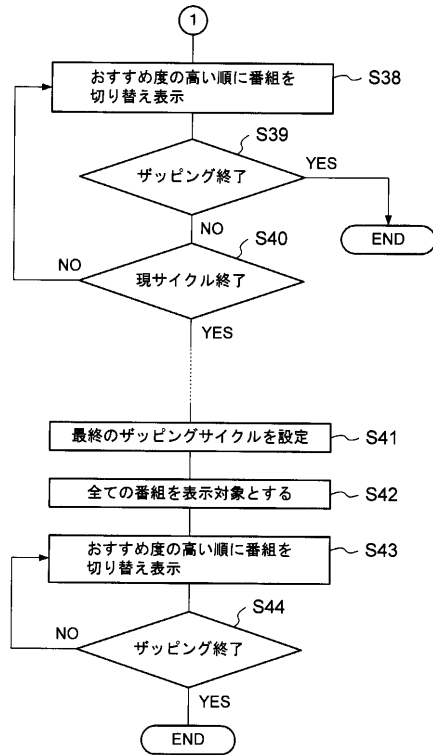 1
おすすめ度の高い順に番組を
切り替え表示
S38
S39
ザッピング終了
YES
NO
END
S40
現サイクル終了
NO
YES
最終のザッピングサイクルを設定
S41
全ての番組を表示対象とする
S42
おすすめ度の高い順に番組を
切り替え表示
S43
S44
ザッピング終了
NO
YES
END